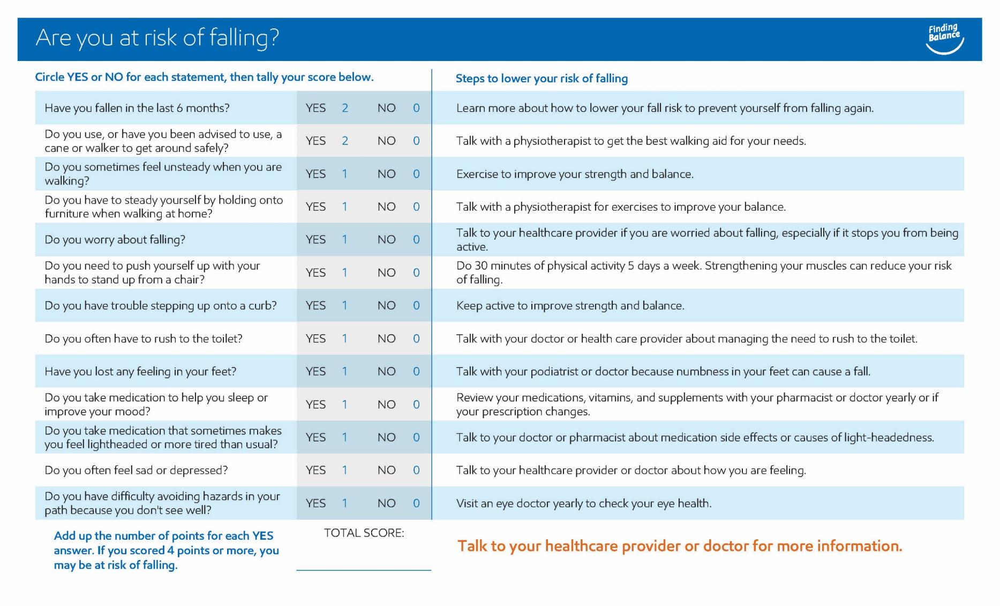 Are you at risk of falling?
Finding
Balance
Circle YES or NO for each statement, then tally your score below.
Steps to lower your risk of falling
Have you fallen in the last 6 months?
YES 2 NO 0
Learn more about how to lower your fall risk to prevent yourself from falling again.
Do you use, or have you been advised to use, a
cane or walker to get around safely?
YES 2 NO 0
Talk with a physiotherapist to get the best walking aid for your needs.
Do you sometimes feel unsteady when you are
walking?
YES 1 NO 0
Exercise to improve your strength and balance.
Do you have to steady yourself by holding onto
furniture when walking at home?
YES 1 NO 0
Talk with a physiotherapist for exercises to improve your balance.
Do you worry about falling?
YES 1 NO 0
Talk to your healthcare provider if you are worried about falling, especially if it stops you from being
active.
Do you need to push yourself up with your
hands to stand up from a chair?
YES 1 NO 0
Do 30 minutes of physical activity 5 days a week. Strengthening your muscles can reduce your risk
of falling.
Do you have trouble stepping up onto a curb?
YES 1 NO 0
Keep active to improve strength and balance.
Do you often have to rush to the toilet?
YES 1 NO 0
Talk with your doctor or health care provider about managing the need to rush to the toilet.
Have you lost any feeling in your feet?
YES 1 NO 0
Talk with your podiatrist or doctor because numbness in your feet can cause a fall.
Do you take medication to help you sleep or
improve your mood?
YES 1 NO 0
Review your medications, vitamins, and supplements with your pharmacist or doctor yearly or if
your prescription changes.
Do you take medication that sometimes makes
you feel lightheaded or more tired than usual?
YES 1 NO 0
Talk to your doctor or pharmacist about medication side effects or causes of light-headedness.
Do you often feel sad or depressed?
YES 1 NO 0
Talk to your healthcare provider or doctor about how you are feeling.
Do you have difficulty avoiding hazards in your
path because you don't see well?
YES 1 NO 0
Visit an eye doctor yearly to check your eye health.
Add up the number of points for each YES
answer. If you scored 4 points or more, you
may be at risk of falling.
TOTAL SCORE:
Talk to your healthcare provider or doctor for more information.